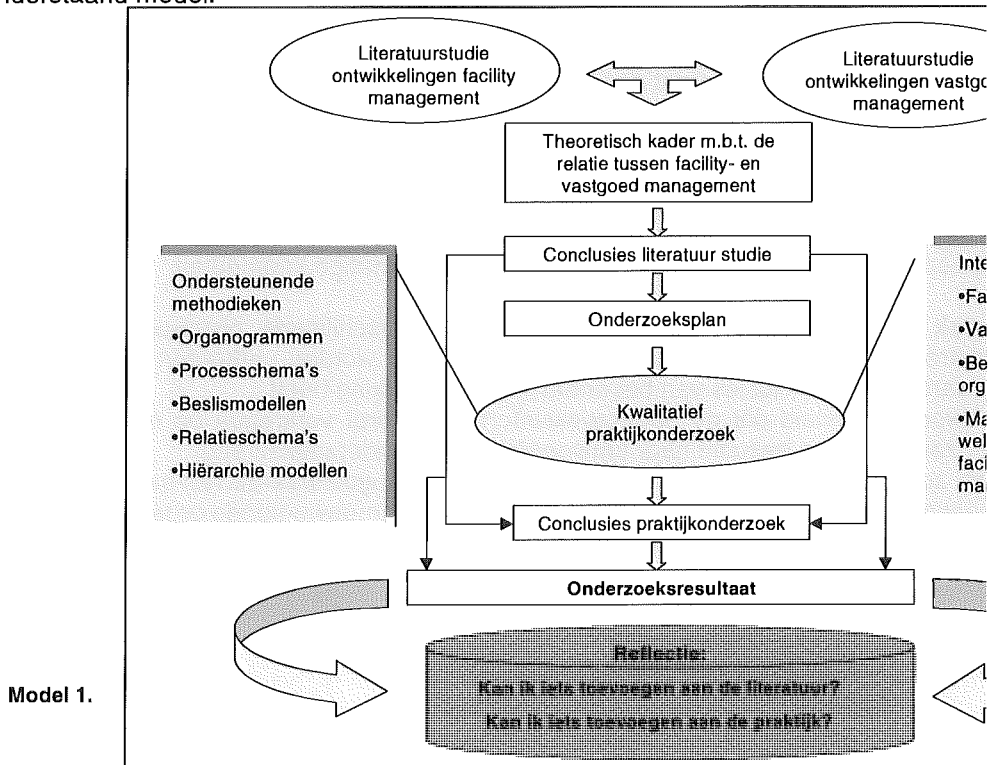 model.
Literatuurstudie
ontwikkelingen facility
management
Literatuurstudie
ontwikkelingen
management
Theoretisch kader m.b.t. de
relatie tussen facility- en
vastgoed management
Conclusies literatuur studie
Ondersteunende
methodieken
•Organogrammen
•Processchema's
•Beslismodellen
•Relatieschema's
•Hiërarchie modellen
Onderzoeksplan
Kwalitatief
praktijkonderzoek
Conclusies praktijkonderzoek
Onderzoeksresultaat
Reflectie:
Kan ik iets toevoegen aan de literatuur?
Kan ik iets toevoegen aan de praktijk?
Model 1.